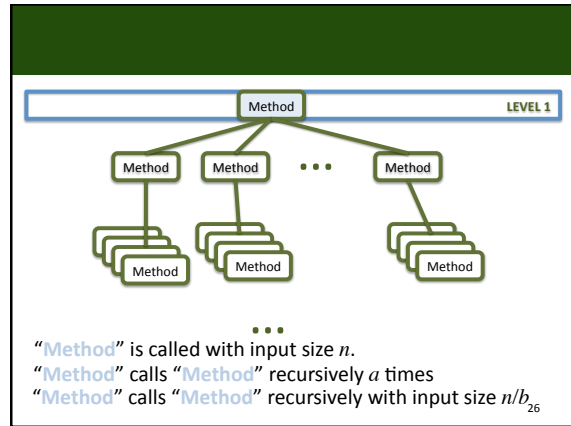 Method
LEVEL 1
Method
Method
...
Method
Method
Method
Method
...
“Method” is called with input size n.
“Method” calls “Method” recursively a times
“Method” calls “Method” recursively with input size n/b
26